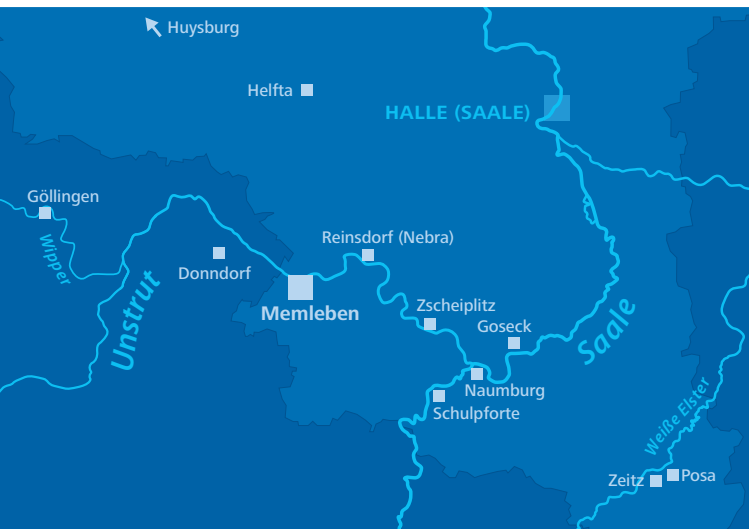 Huysburg
Helfta
HALLE (SAALE)
Göllingen
Wipper
Reinsdorf (Nebra)
Donndorf
Unstrut
Memleben
Zscheiplitz
Goseck
Saale
Naumburg
Schulpforte
Weiße Elster
Zeitz
Posa